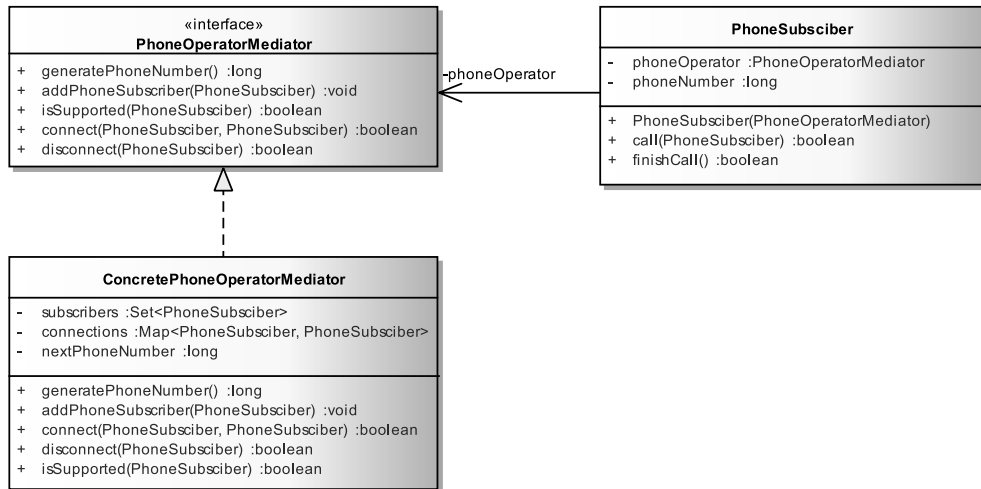 «interface»
PhoneOperatorMediator
+ generatePhoneNumber() :long
+ addPhoneSubscriber(PhoneSubsciber) :void
+ isSupported(PhoneSubsciber) :boolean
+ connect(PhoneSubsciber, PhoneSubsciber) :boolean
+ disconnect(PhoneSubsciber) :boolean
-phoneOperator
PhoneSubsciber
- phoneOperator :PhoneOperatorMediator
- phoneNumber :long
+ PhoneSubsciber(PhoneOperatorMediator)
+ call(PhoneSubsciber) :boolean
+ finishCall() :boolean
ConcretePhoneOperatorMediator
- subscribers :Set<PhoneSubsciber>
- connections :Map<PhoneSubsciber, PhoneSubsciber>
- nextPhoneNumber :long
+ generatePhoneNumber() :long
+ addPhoneSubscriber(PhoneSubsciber) :void
+ connect(PhoneSubsciber, PhoneSubsciber) :boolean
+ disconnect(PhoneSubsciber) :boolean
+ isSupported(PhoneSubsciber) :boolean